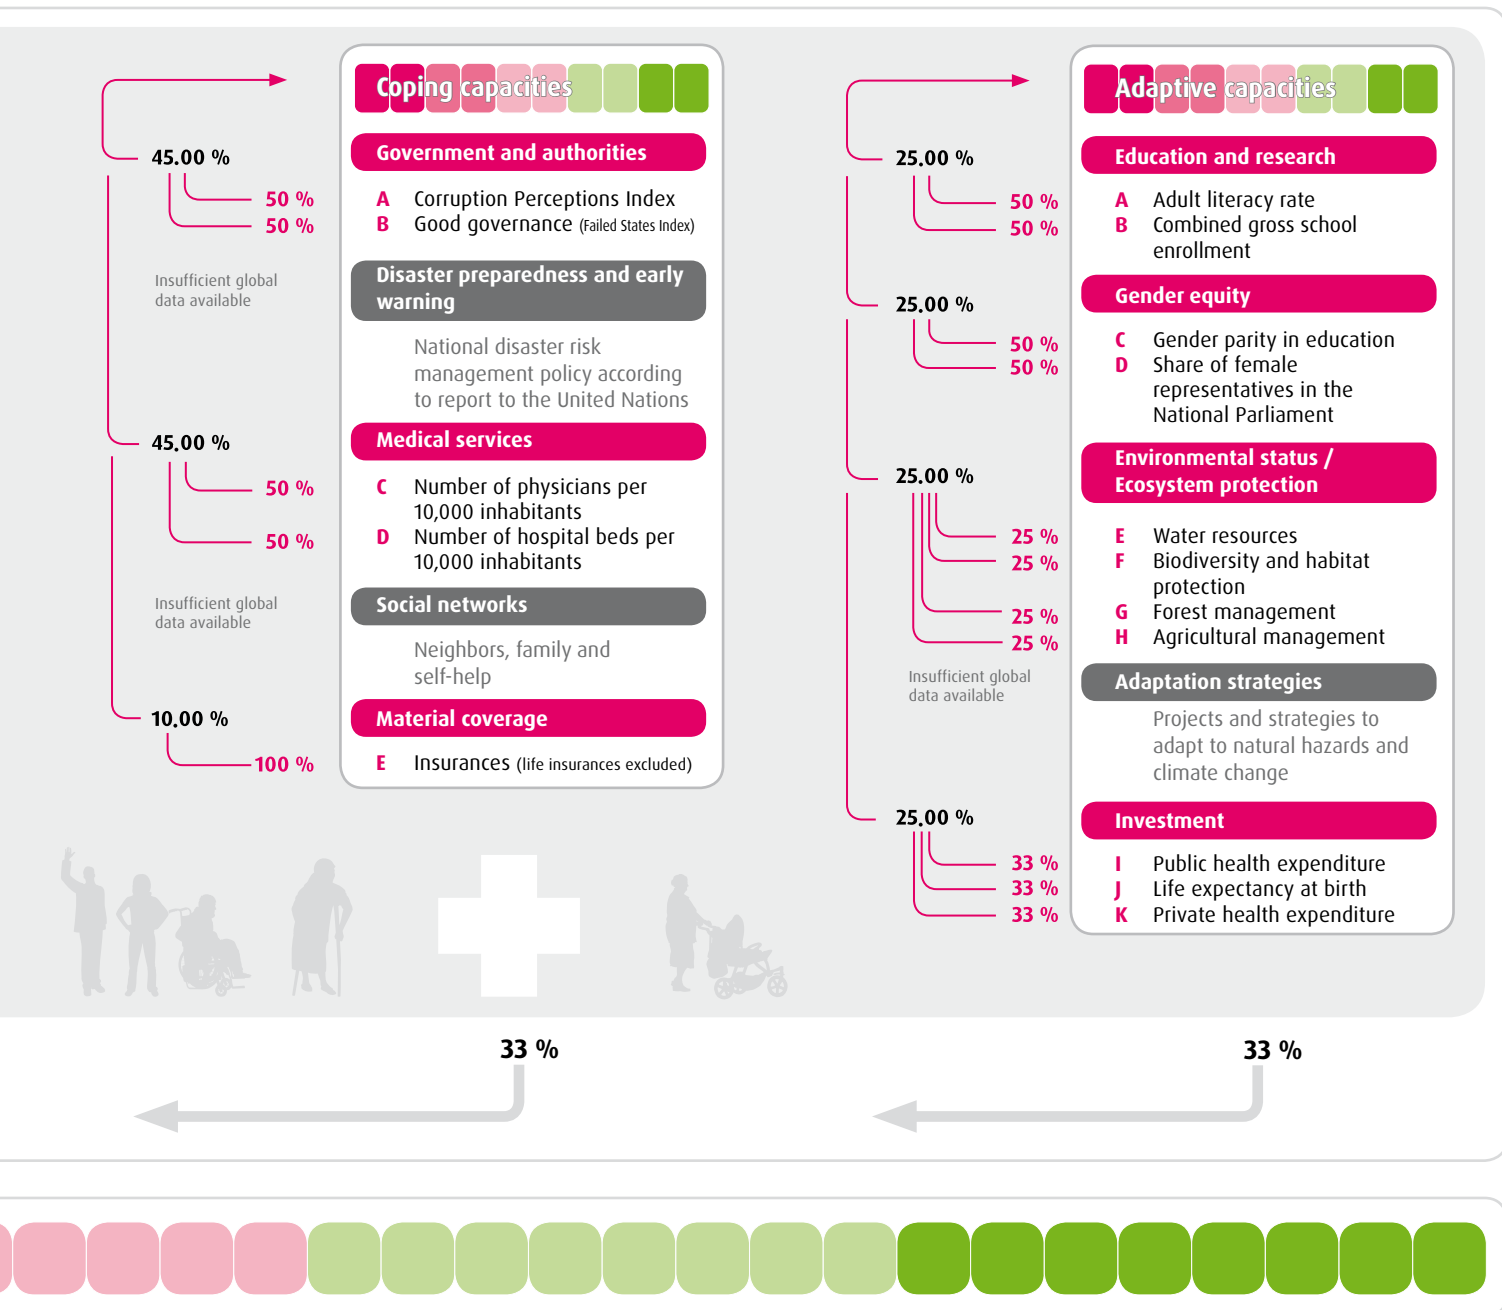 Coping capacities
45.00 %
Government and authorities
50 %
A Corruption Perceptions Index
50 %
B Good governance (Failed States Index)
Insufficient global
data available
Disaster preparedness and early
warning
National disaster risk
management policy according
to report to the United Nations
45.00 %
Medical services
50 %
C Number of physicians per
10,000 inhabitants
50 %
D Number of hospital beds per
10,000 inhabitants
Insufficient global
data available
Social networks
Neighbors, family and
self-help
10.00 %
Material coverage
100 %
E Insurances (life insurances excluded)
33 %
Adaptive capacities
25.00 %
Education and research
50 %
A Adult literacy rate
50 %
B Combined gross school
enrollment
25.00 %
Gender equity
50 %
C Gender parity in education
50 %
D Share of female
representatives in the
National Parliament
25.00 %
Environmental status /
Ecosystem protection
25 %
E Water resources
25 %
F Biodiversity and habitat
protection
25 %
G Forest management
25 %
H Agricultural management
Insufficient global
data available
Adaptation strategies
Projects and strategies to
adapt to natural hazards and
climate change
25.00 %
Investment
33 %
I Public health expenditure
33 %
J Life expectancy at birth
33 %
K Private health expenditure
33 %